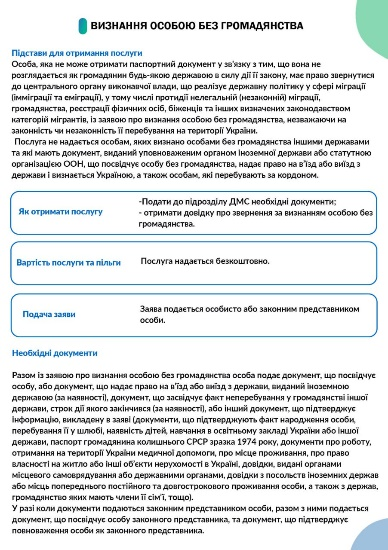 ВИЗНАННЯ ОСОБОЮ БЕЗ ГРОМАДЯНСТВА
Підстави для отримання послуги
Особа, яка не може отримати паспортний документ у зв'язку з тим, що вона не
розглядається як громадянин будь-якою державою в силу дії її закону, має право звернутися
до центрального органу виконавчої влади, що реалізує державну політику у сфері міграції
(імміграції та еміграції), у тому числі протидії нелегальній (незаконній) міграції,
громадянства, реєстрації фізичних осіб, біженців та інших визначених законодавством
категорій мігрантів, із заявою про визнання особою без громадянства, незважаючи на
законність чи незаконність її перебування на території України.
Послуга не надається особам, яких визнано особами без громадянства іншими державами
та які мають документ, виданий уповноваженим органом іноземної держави або статутною
організацією ООН, що посвідчує особу без громадянства, надає право на в'їзд або виїзд з
держави і визнається Україною, а також особам, які перебувають за кордоном.
Як отримати послугу
-Подати до підрозділу ДМС необхідні документи;
- отримати довідку про звернення за визнанням особою без
громадянства.
Вартість послуги та пільги
Послуга надається безкоштовно.
Подача заяви
Заява подається особисто або законним представником
особи.
Необхідні документи
Разом із заявою про визнання особою без громадянства особа подає документ, що посвідчує
особу, або документ, що надає право на в'їзд або виїзд з держави, виданий іноземною
державою (за наявності), документ, що засвідчує факт неперебування у громадянстві іншої
держави, строк дії якого закінчився (за наявності), або інший документ, що підтверджує
інформацію, викладену в заяві (документи, що підтверджують факт народження особи,
перебування її у шлюбі, наявність дітей, навчання в освітньому закладі України або іншої
держави, паспорт громадянина колишнього СРСР зразка 1974 року, документи про роботу,
отримання на території України медичної допомоги, про місце проживання, про право
власності на житло або інші об'єкти нерухомості в Україні, довідки, видані органами
місцевого самоврядування або державними органами, довідки з посольств іноземних держав
або місць попереднього постійного та довгострокового проживання особи, а також з держав,
громадянство яких мають члени її сім'ї, тощо).
У разі коли документи подаються законним представником особи, разом з ними подається
документ, що посвідчує особу законного представника, та документ, що підтверджує
повноваження особи як законного представника.